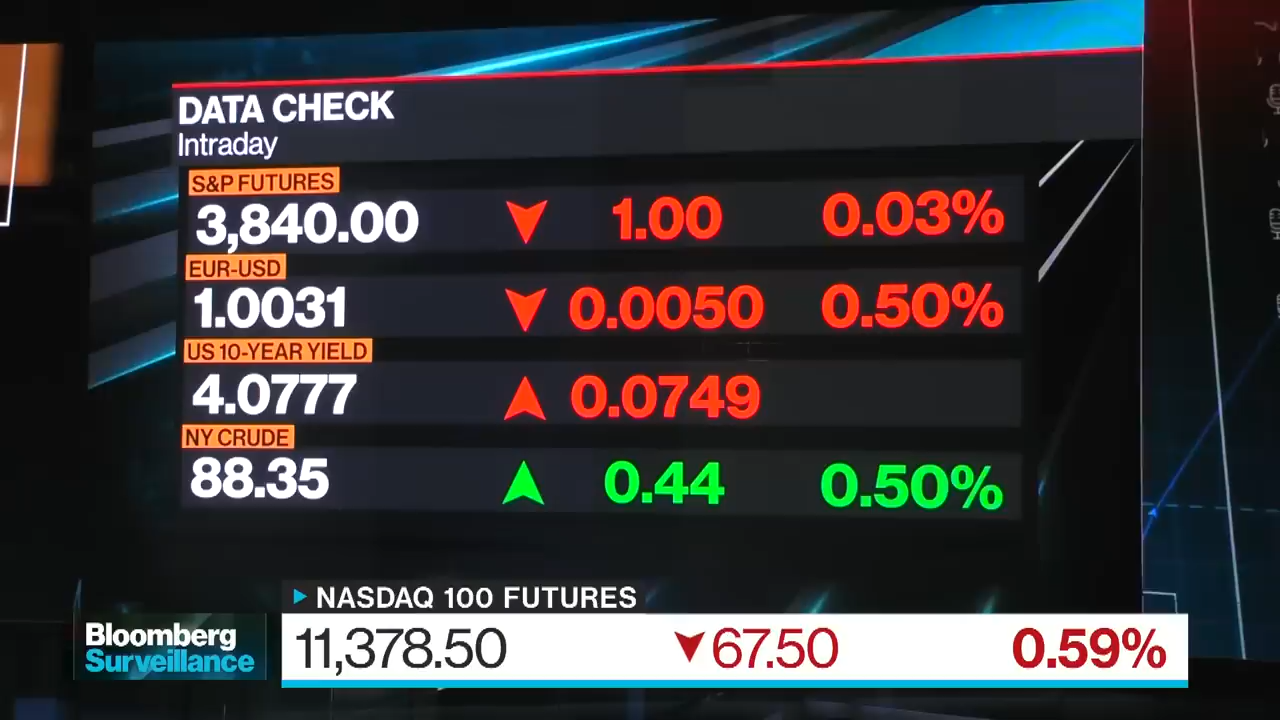 DATA CHECK
Intraday
S&P FUTURES
3,840.00 1.00 0.03%
EUR-USD
1.0031 0.0050 0.50%
US 10-YEAR YIELD
4.0777 0.0749
NY CRUDE
88.35 0.44 0.50%
NASDAQ 100 FUTURES
Bloomberg
Surveillance
11,378.50 67.50 0.59%